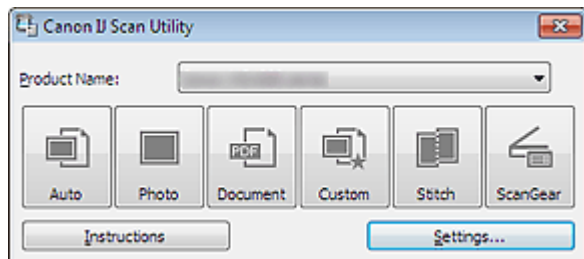 Canon IJ Scan Utility
Product Name:
PDF
Auto Photo Document Custom Stitch ScanGear
Instructions Settings...